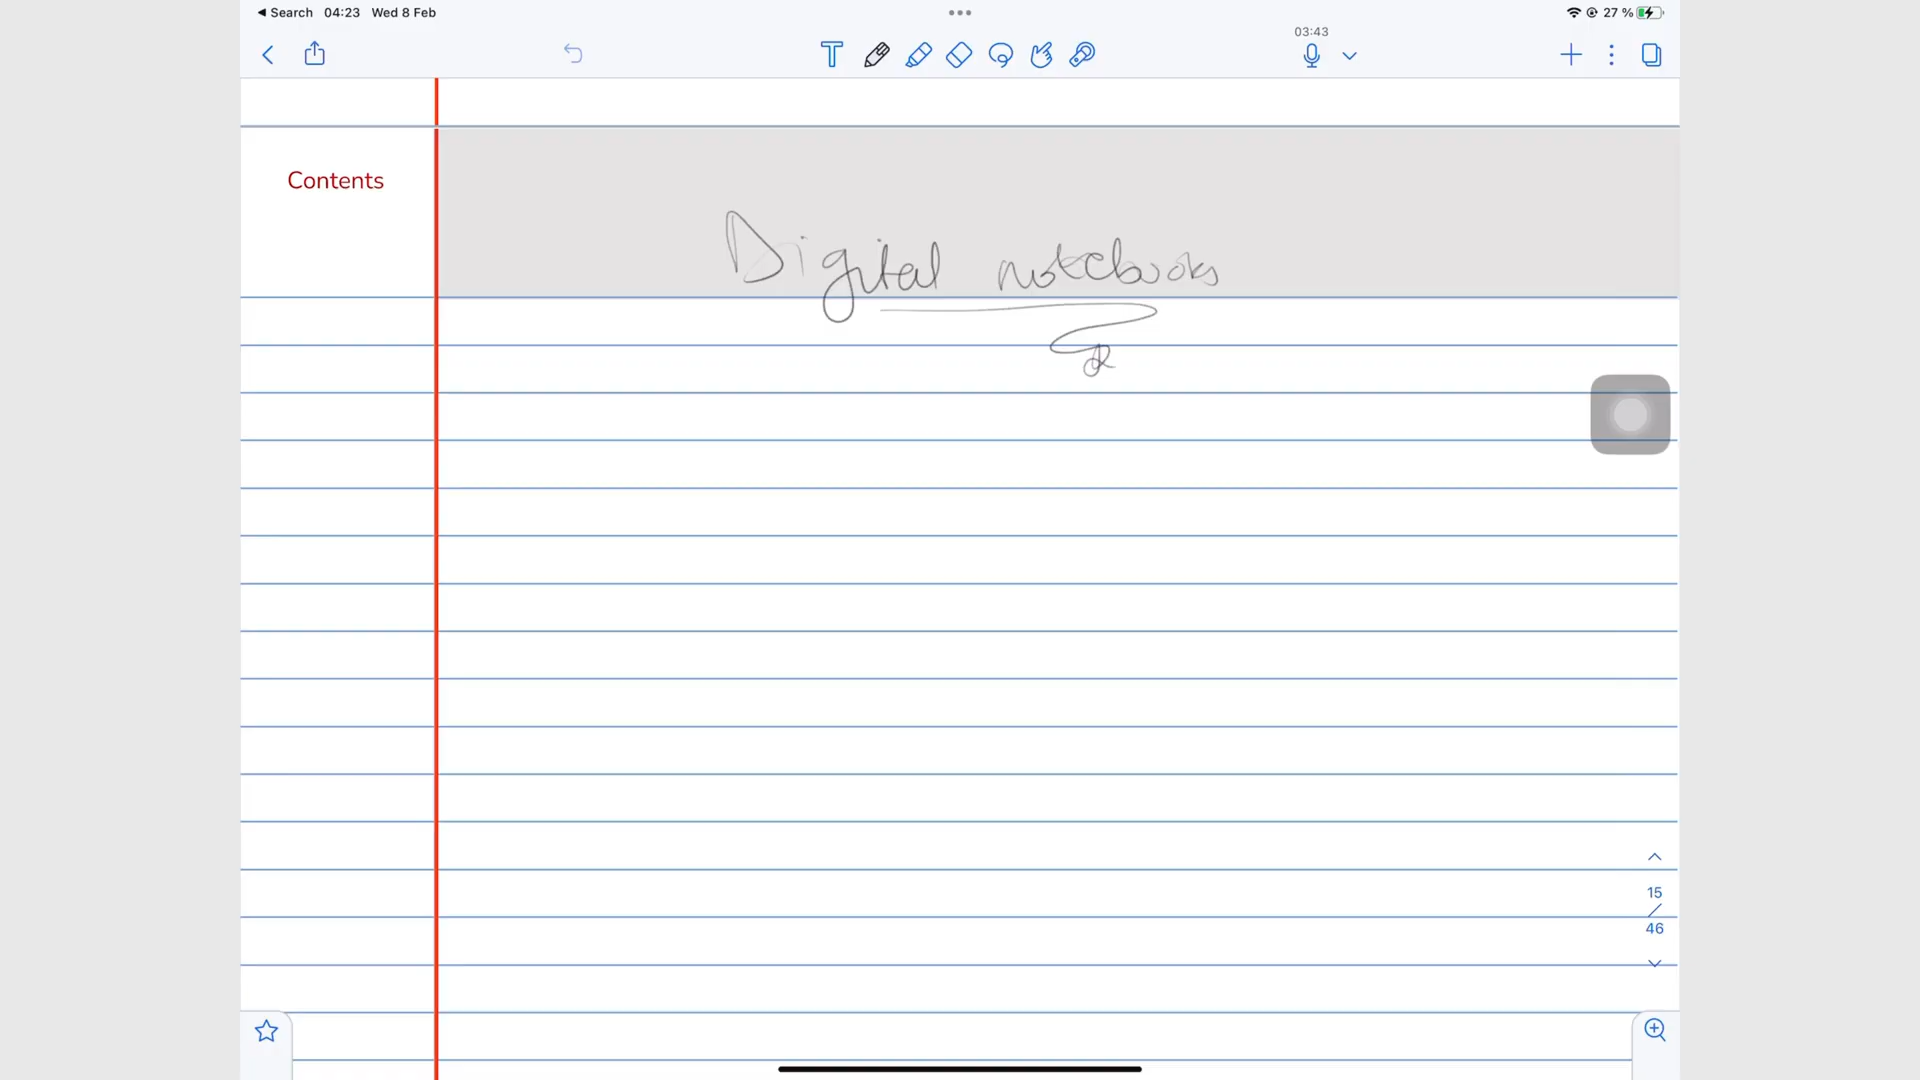 Search 04:23 Wed 8 Feb 27 %
03:43
Contents
Digital notebooks
15
46